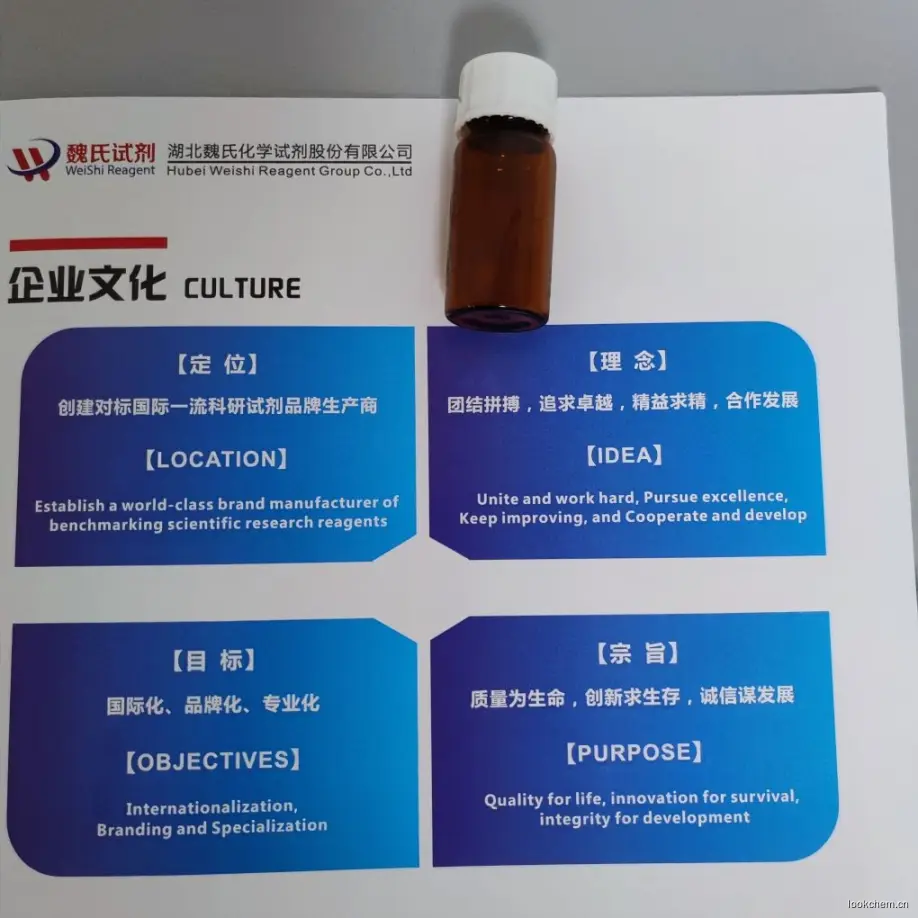 魏氏试剂
WeiShi Reagent
湖北魏氏化学试剂股份有限公司
Hubei Weishi Reagent Group Co.,Ltd
企业文化 CULTURE
【定 位】
创建对标国际一流科研试剂品牌生产商
【LOCATION】
Establish a world-class brand manufacturer of
benchmarking scientific research reagents
【理 念】
团结拼搏，追求卓越，精益求精，合作发展
【IDEA】
Unite and work hard, Pursue excellence,
Keep improving, and Cooperate and develop
【目 标】
国际化、品牌化、专业化
【OBJECTIVES】
Internationalization,
Branding and Specialization
【宗 旨】
质量为生命，创新求生存，诚信谋发展
【PURPOSE】
Quality for life, innovation for survival,
integrity for development
lookchem.cn